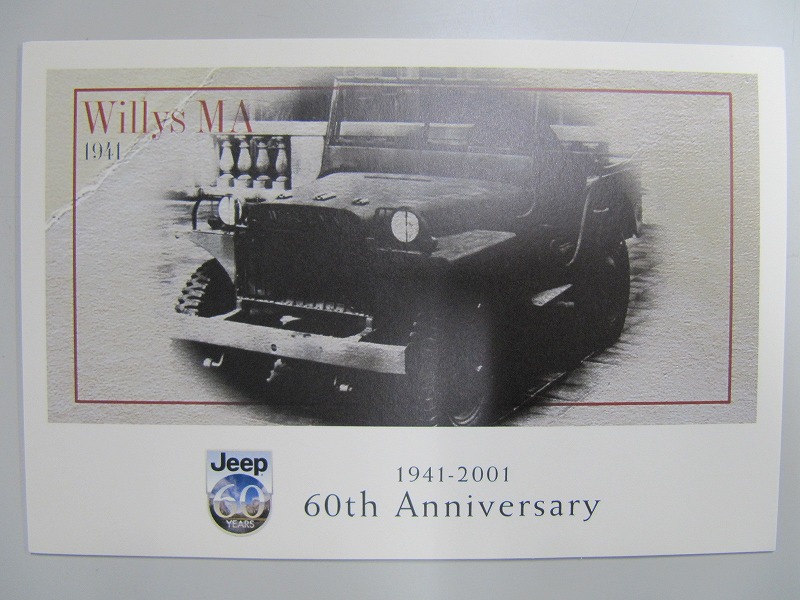 Willys MA
1941
Jeep
60
YEARS
1941-2001
60th Anniversary